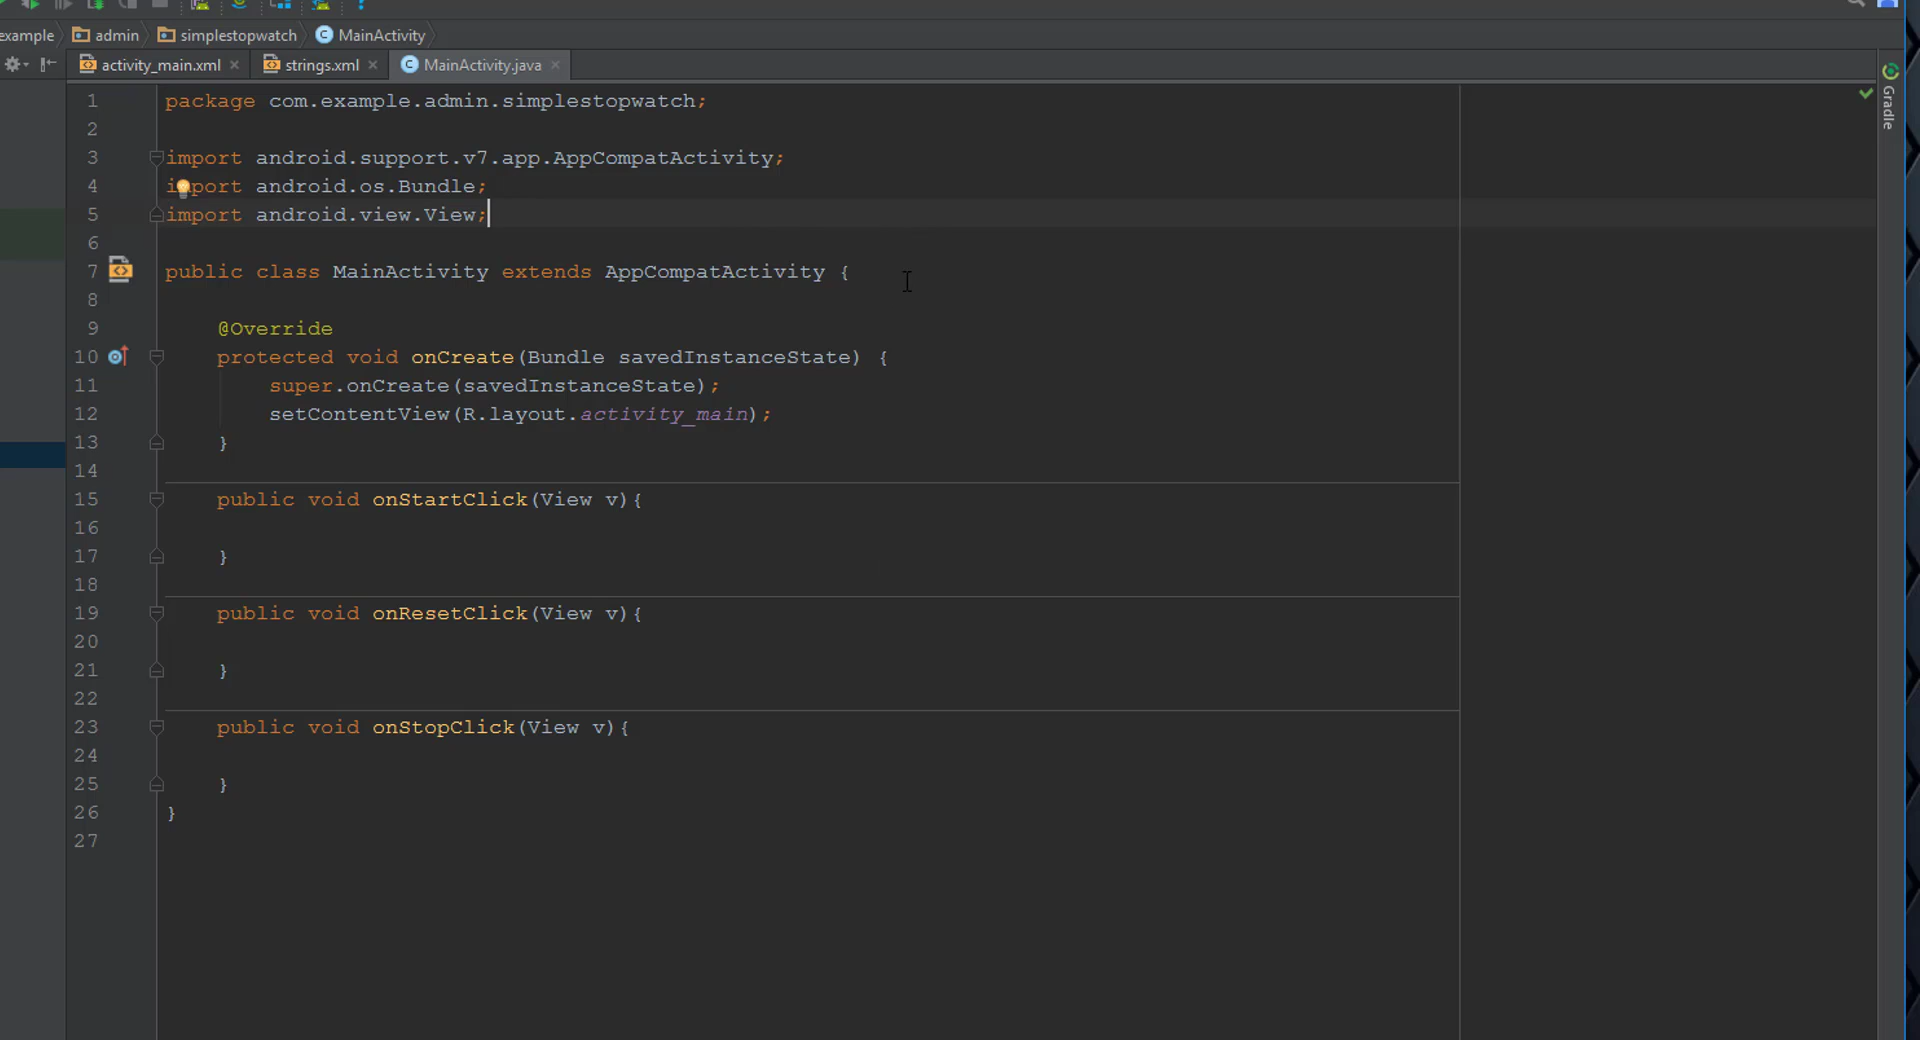 example admin simplestopwatch MainActivity
activity_main.xml strings.xml MainActivity.java
Gradle
1 package com.example.admin.simplestopwatch;
2
3 import android.support.v7.app.AppCompatActivity;
4 import android.os.Bundle;
5 import android.view.View;
6
7 public class MainActivity extends AppCompatActivity {
8
9 @Override
10 protected void onCreate(Bundle savedInstanceState) {
11 super.onCreate(savedInstanceState);
12 setContentView(R.layout.activity_main);
13 }
14
15 public void onStartClick(View v){
16
17 }
18
19 public void onResetClick(View v){
20
21 }
22
23 public void onStopClick(View v){
24
25 }
26 }
27